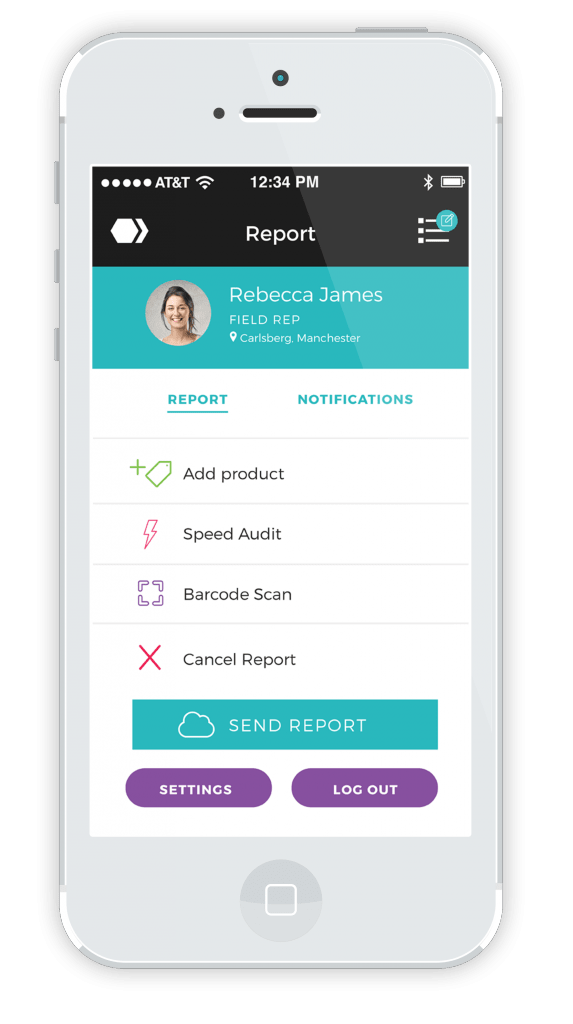 AT&T 12:34 PM
Report
Rebecca James
FIELD REP
Carlsberg, Manchester
REPORT NOTIFICATIONS
Add product
Speed Audit
Barcode Scan
Cancel Report
SEND REPORT
SETTINGS LOG OUT